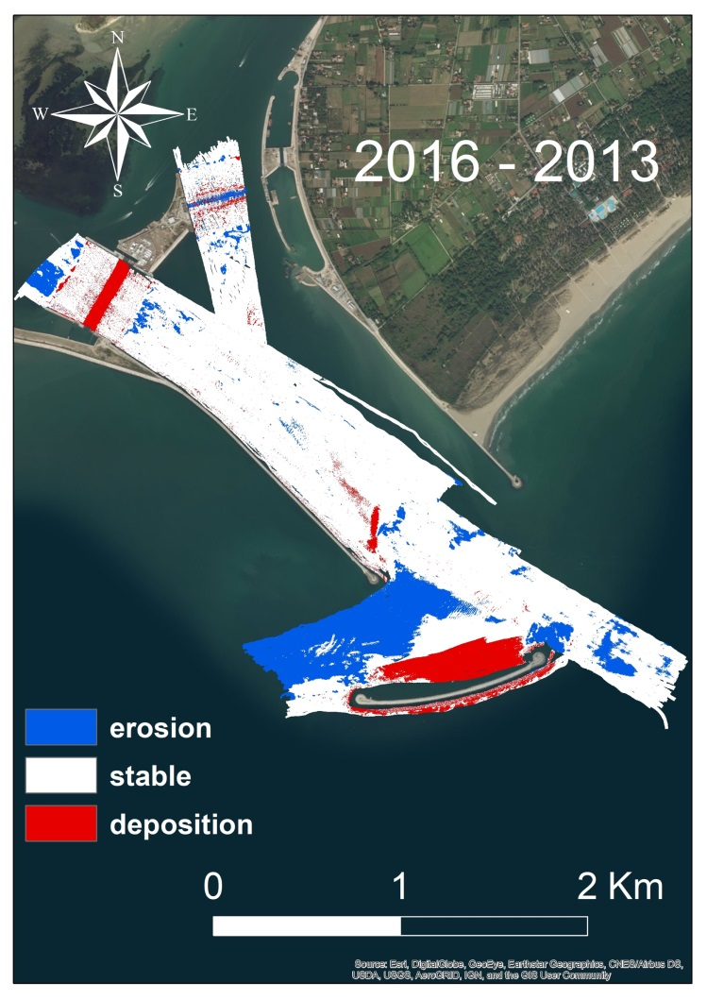 N
W
E
S
2016 - 2013
erosion
stable
deposition
0 1 2 Km
Source: Esri, DigitalGlobe, GeoEye, Earthstar Geographics, CNES/Airbus DS,
USDA, USGS, AeroGRID, IGN, and the GIS User Community